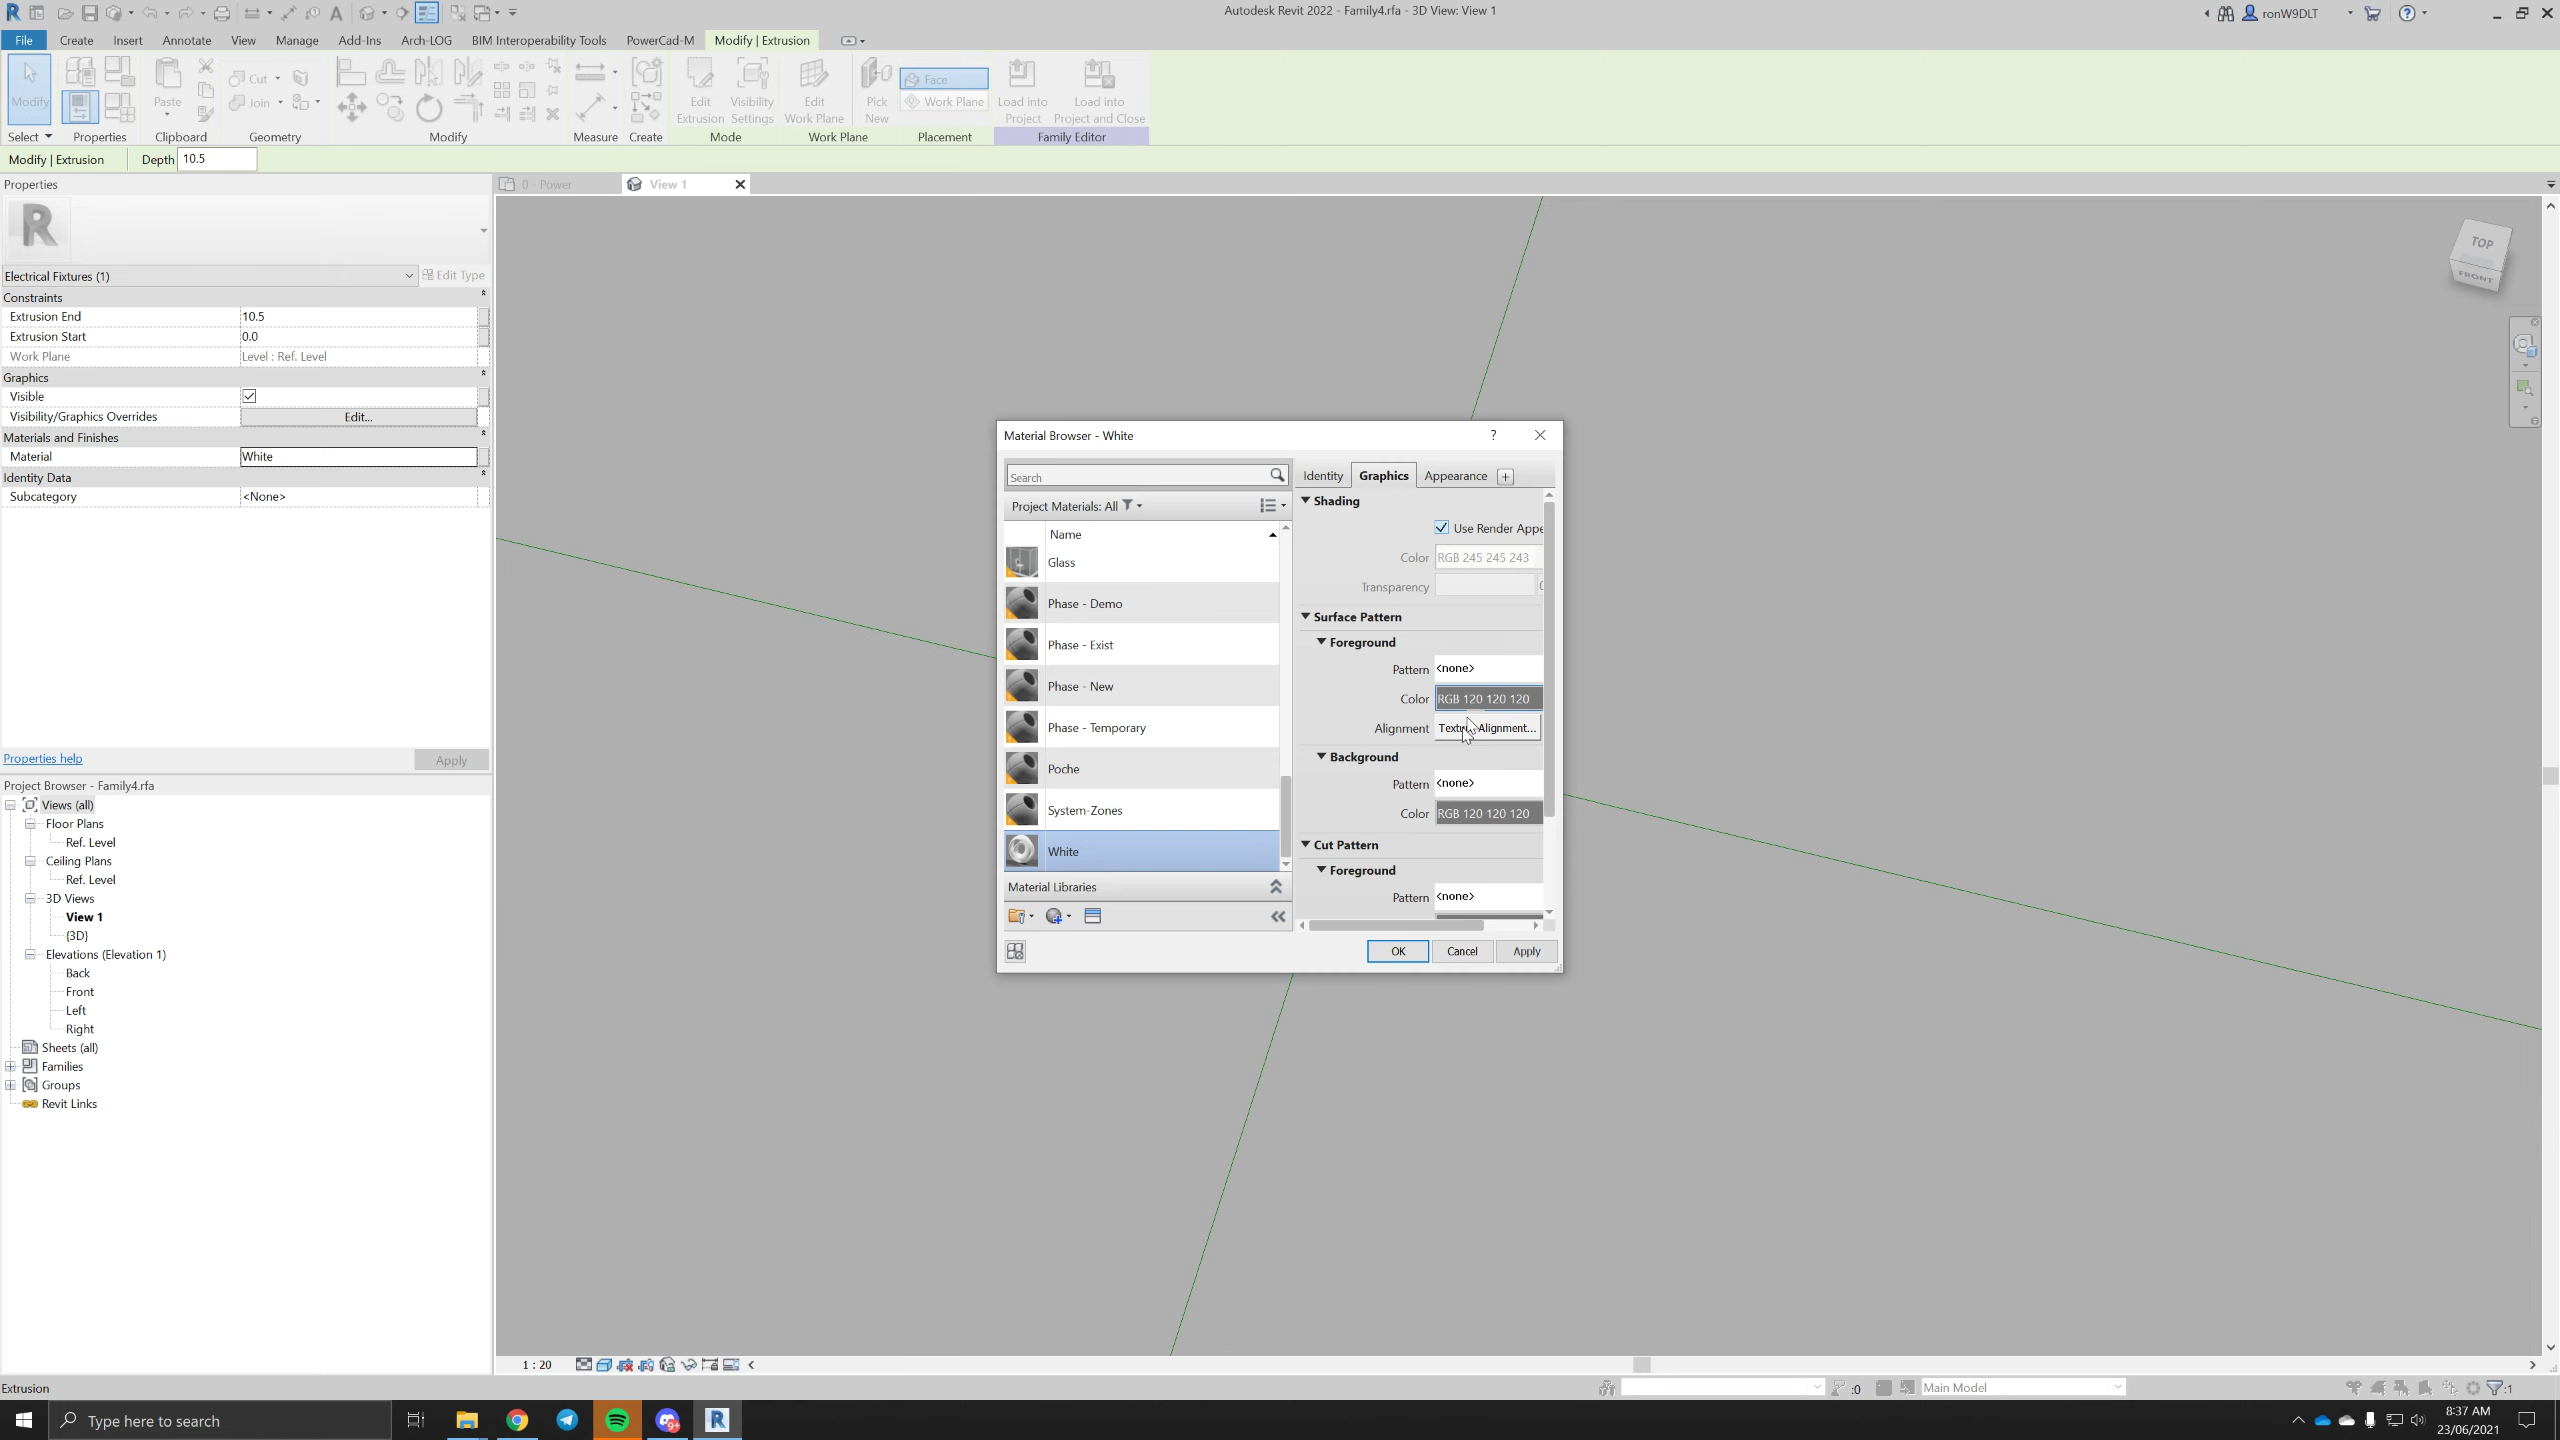 Autodesk Revit 2022 - Family4.rfa - 3D View: View 1
ronW9DLT
File Create Insert Annotate View Manage Add-Ins Arch-LOG BIM Interoperability Tools PowerCad-M Modify | Extrusion
Modify
Paste
Cut
Join
Edit Extrusion
Visibility Settings
Edit Work Plane
Pick New
Face
Work Plane
Load into Project
Load into Project and Close
Select Properties Clipboard Geometry Modify Measure Create Mode Work Plane Placement Family Editor
Modify | Extrusion Depth 10.5
Properties
0 - Power
View 1
Electrical Fixtures (1) Edit Type
Constraints
Extrusion End 10.5
Extrusion Start 0.0
Work Plane Level : Ref. Level
Graphics
Visible
Visibility/Graphics Overrides Edit...
Materials and Finishes
Material White
Identity Data
Subcategory <None>
Properties help Apply
Project Browser - Family4.rfa
Views (all)
Floor Plans
Ref. Level
Ceiling Plans
Ref. Level
3D Views
View 1
{3D}
Elevations (Elevation 1)
Back
Front
Left
Right
Sheets (all)
Families
Groups
Revit Links
TOP
FRONT
Material Browser - White
Search
Project Materials: All
Name
Glass
Phase - Demo
Phase - Exist
Phase - New
Phase - Temporary
Poche
System-Zones
White
Material Libraries
Identity Graphics Appearance
Shading
Use Render Appe
Color RGB 245 245 243
Transparency
Surface Pattern
Foreground
Pattern <none>
Color RGB 120 120 120
Alignment Alignment...
Background
Pattern <none>
Color RGB 120 120 120
Cut Pattern
Foreground
Pattern <none>
OK Cancel Apply
1 : 20
Extrusion
:0
Main Model
:1
Type here to search
9+
8:37 AM
23/06/2021